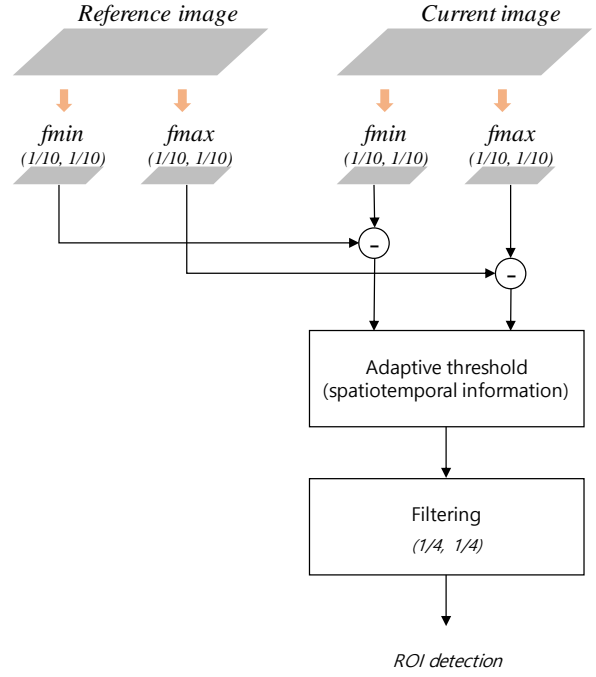 Reference image
Current image
fmin
fmax
fmin
fmax
(1/10, 1/10)
(1/10, 1/10)
(1/10, 1/10)
(1/10, 1/10)
-
-
Adaptive threshold
(spatiotemporal information)
Filtering
(1/4, 1/4)
ROI detection